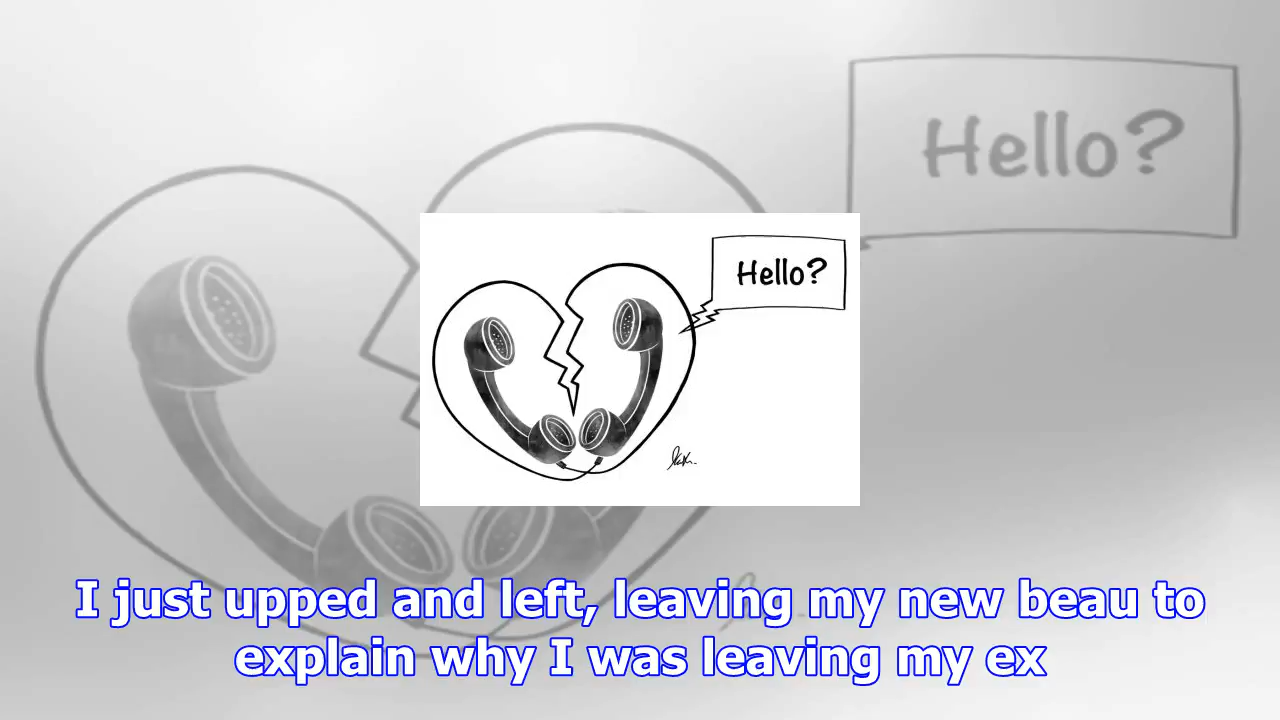 Hello?
Hello?
I just upped and left, leaving my new beau to
explain why I was leaving my ex